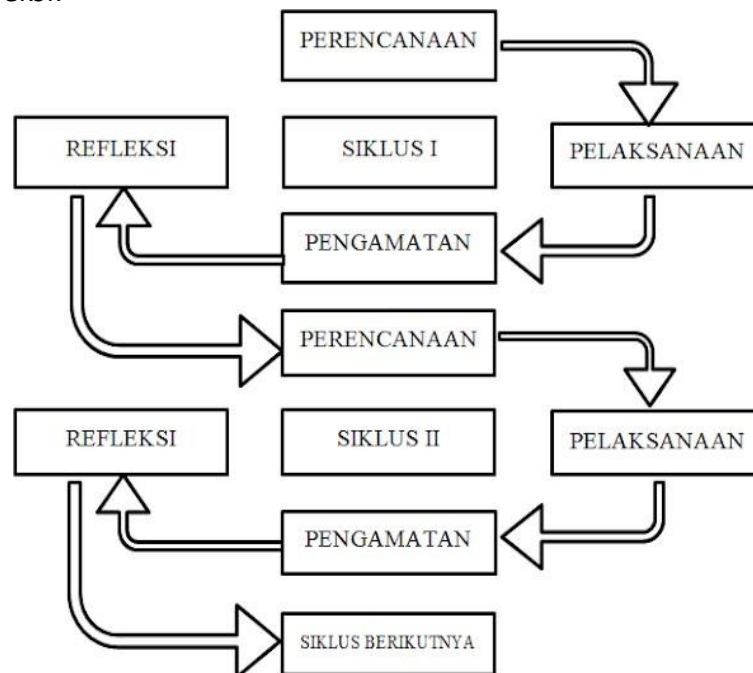 PERENCANAAN
REFLEKSI
SIKLUS I
PELAKSANAAN
PENGAMATAN
PERENCANAAN
REFLEKSI
SIKLUS II
PELAKSANAAN
PENGAMATAN
SIKLUS BERIKUTNYA